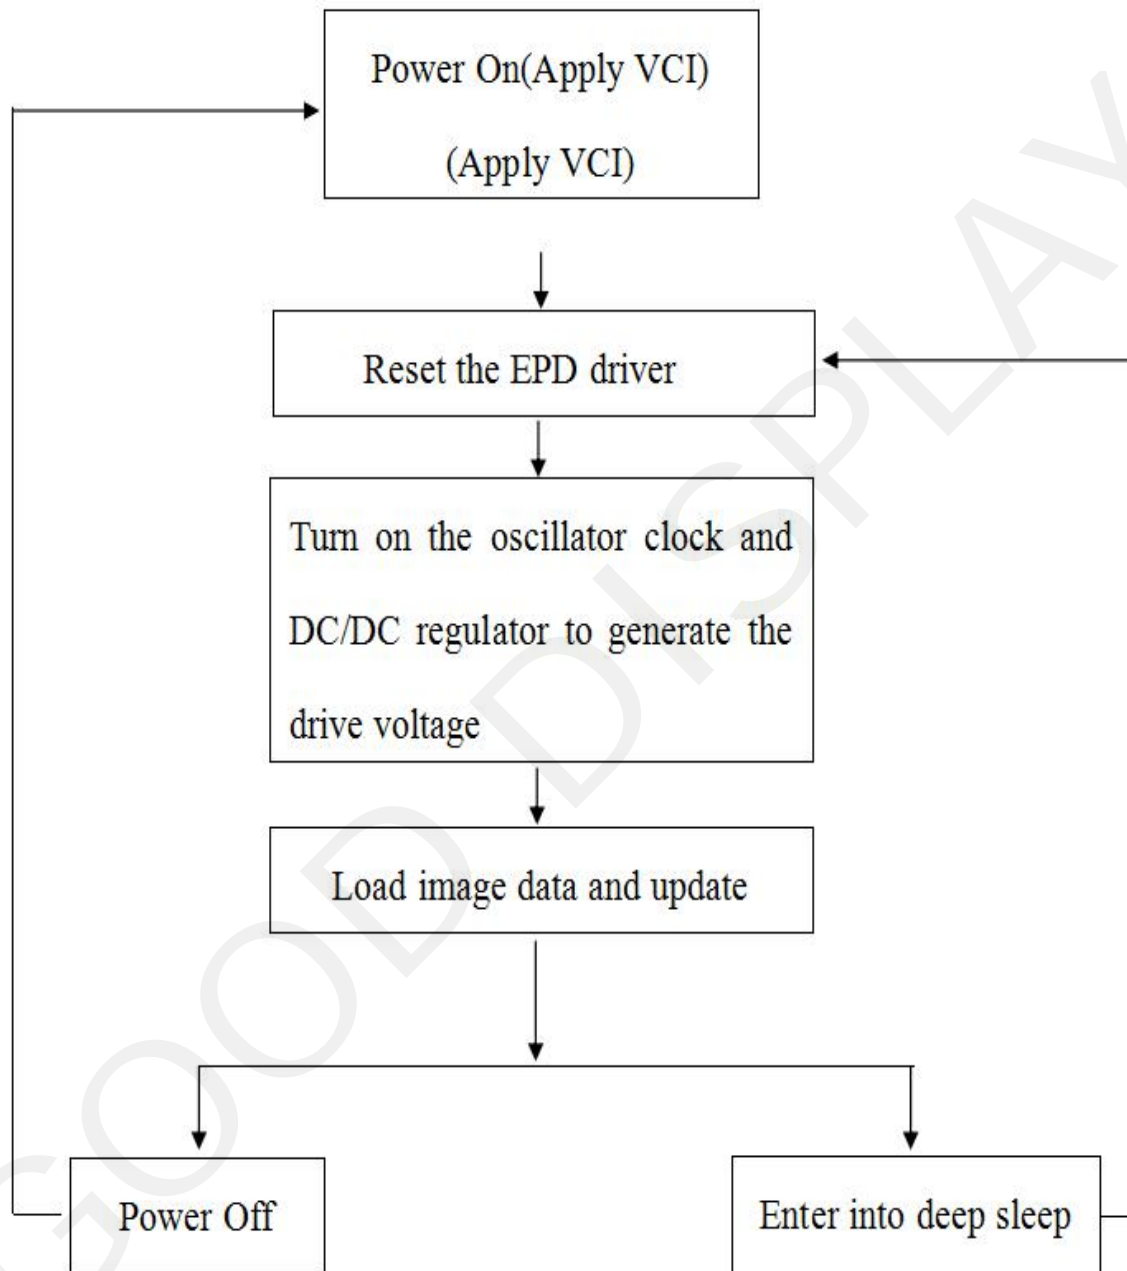 Power On(Apply VCI)
(Apply VCI)
Reset the EPD driver
Turn on the oscillator clock and
DC/DC regulator to generate the
drive voltage
Load image data and update
Power Off
Enter into deep sleep
GOOD DISPLAY